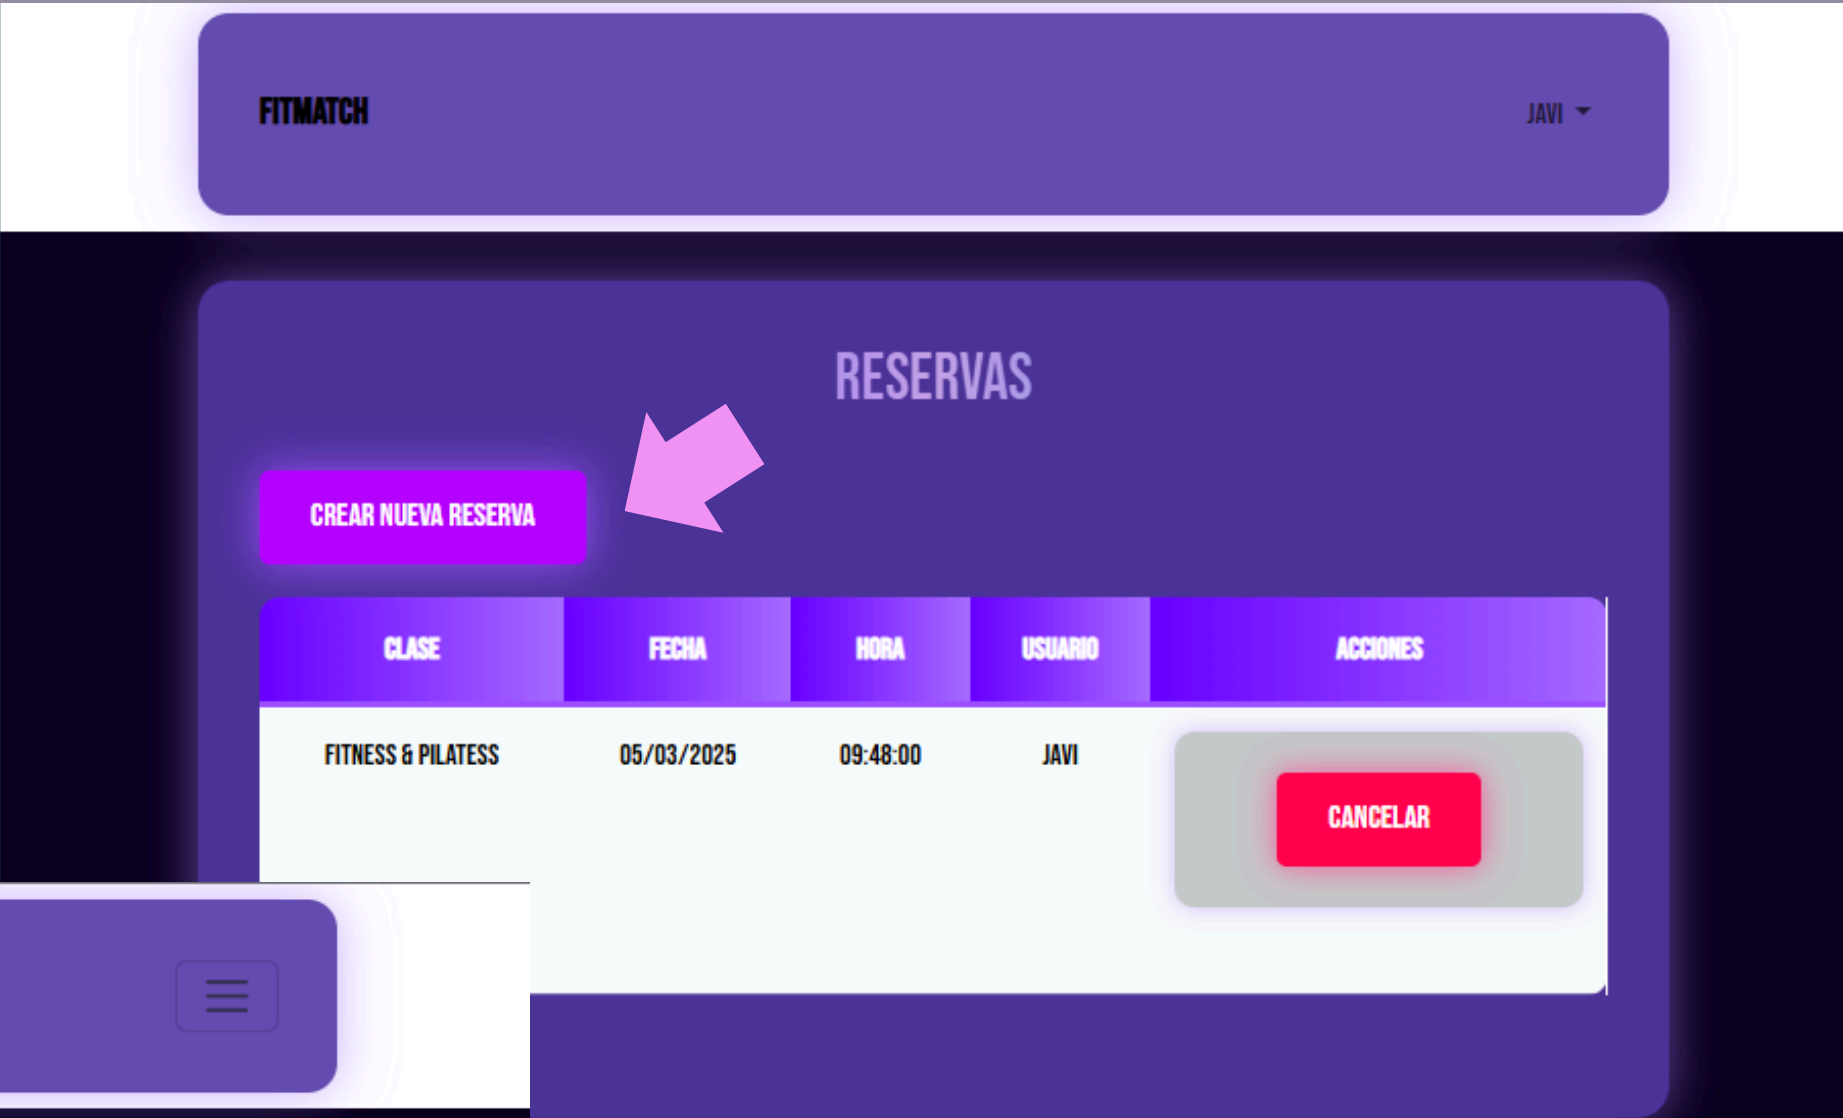 FITMATCH
JAVI
RESERVAS
CREAR NUEVA RESERVA
CLASE FECHA HORA USUARIO ACCIONES
FITNESS & PILATESS 05/03/2025 09:48:00 JAVI
CANCELAR